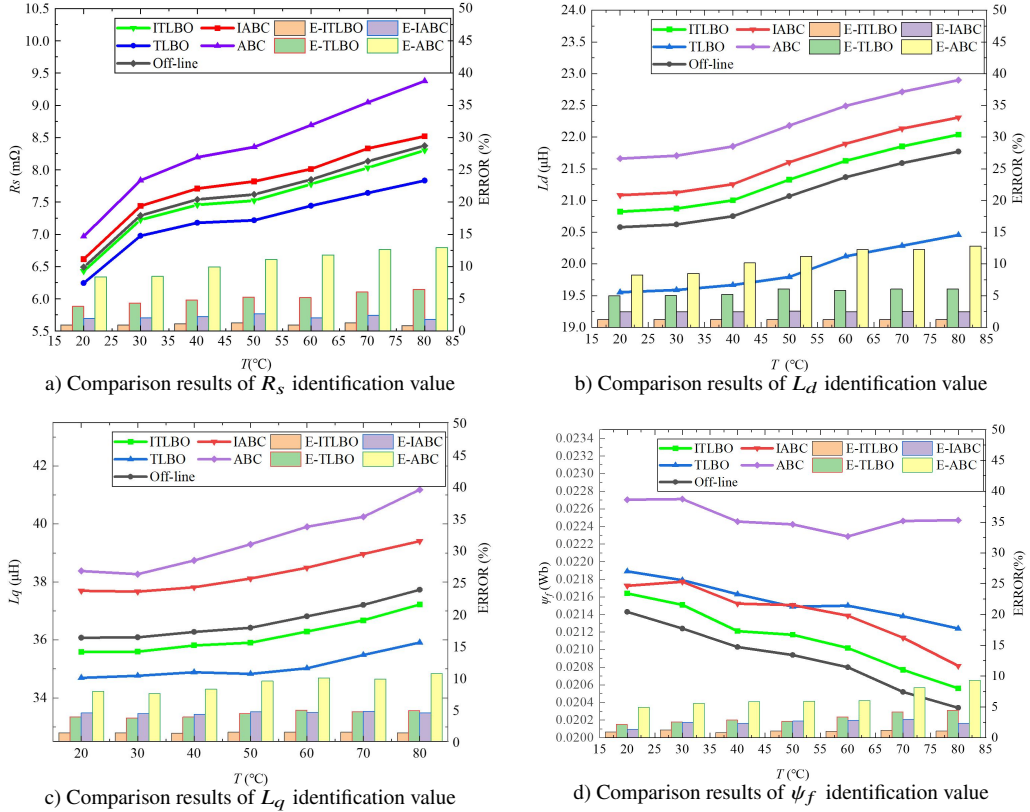 10.5
10.0
9.5
9.0
8.5
8.0
7.5
7.0
6.5
6.0
5.5
Rs (mΩ)
ITLBO IABC E-ITLBO E-IABC
TLBO ABC E-TLBO E-ABC
Off-line
50
45
40
35
30
25
20
15
10
5
0
ERROR (%)
15 20 25 30 35 40 45 50 55 60 65 70 75 80 85
T(°C)
a) Comparison results of Rs identification value
24.0
23.0
22.5
22.0
21.5
21.0
20.5
20.0
19.5
19.0
Ld (μH)
ITLBO IABC E-ITLBO E-IABC
TLBO ABC E-TLBO E-ABC
Off-line
50
45
40
35
30
25
20
15
10
5
0
ERROR (%)
15 20 25 30 35 40 45 50 55 60 65 70 75 80 85
T (°C)
b) Comparison results of Ld identification value
42
40
38
36
34
Lq (μH)
ITLBO IABC E-ITLBO E-IABC
TLBO ABC E-TLBO E-ABC
Off-line
50
45
40
35
30
25
20
15
10
5
0
ERROR (%)
20 30 40 50 60 70 80
T (°C)
c) Comparison results of Lq identification value
0.0234
0.0232
0.0230
0.0228
0.0226
0.0224
0.0222
0.0220
0.0218
0.0216
0.0214
0.0212
0.0210
0.0208
0.0206
0.0204
0.0202
0.0200
ψf (Wb)
ITLBO IABC E-ITLBO E-IABC
TLBO ABC E-TLBO E-ABC
Off-line
50
45
40
35
30
25
20
15
10
5
0
ERROR(%)
15 20 25 30 35 40 45 50 55 60 65 70 75 80 85
T (°C)
d) Comparison results of ψf identification value